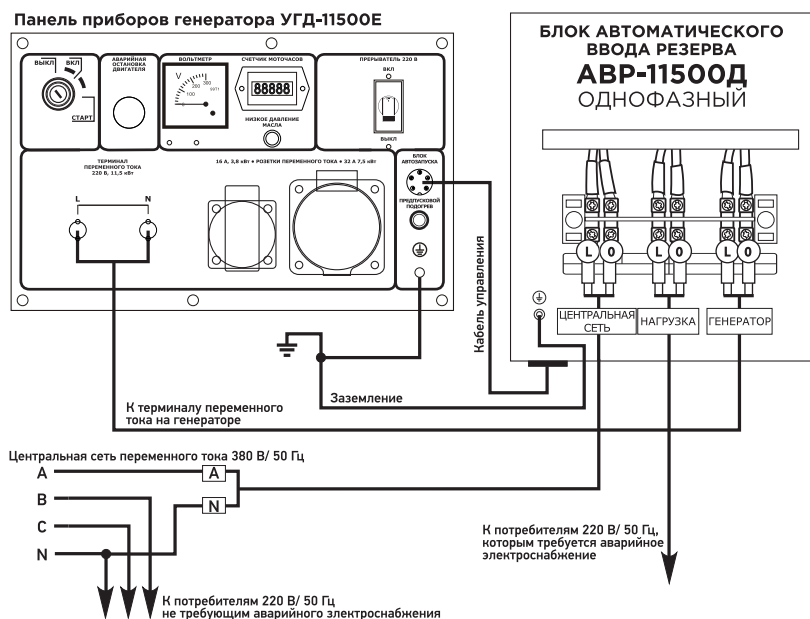 Панель приборов генератора УГД-11500Е
ВЫКЛ
ВКЛ
СТАРТ
АВАРИЙНАЯ
ОСТАНОВКА
ДВИГАТЕЛЯ
ВОЛЬТМЕТР
V
100
200
300
СЧЕТЧИК МОТОЧАСОВ
88888
НИЗКОЕ ДАВЛЕНИЕ
МАСЛА
ПРЕРЫВАТЕЛЬ 220 В
ВКЛ
ВЫКЛ
ТЕРМИНАЛ
ПЕРЕМЕННОГО ТОКА
220 В, 11,5 кВт
L
N
16 А, 3,8 кВт • РОЗЕТКИ ПЕРЕМЕННОГО ТОКА • 32 А 7,5 кВт
БЛОК
АВТОЗАПУСКА
ПРЕДПУСКОВОЙ
ПОДОГРЕВ
БЛОК АВТОМАТИЧЕСКОГО
ВВОДА РЕЗЕРВА
АВР-11500Д
ОДНОФАЗНЫЙ
L
O
L
O
L
O
ЦЕНТРАЛЬНАЯ
СЕТЬ
НАГРУЗКА
ГЕНЕРАТОР
Кабель управления
Заземление
К терминалу переменного
тока на генераторе
Центральная сеть переменного тока 380 В/ 50 Гц
A
A
B
N
C
N
К потребителям 220 В/ 50 Гц,
которым требуется аварийное
электроснабжение
К потребителям 220 В/ 50 Гц
не требующим аварийного электроснабжения